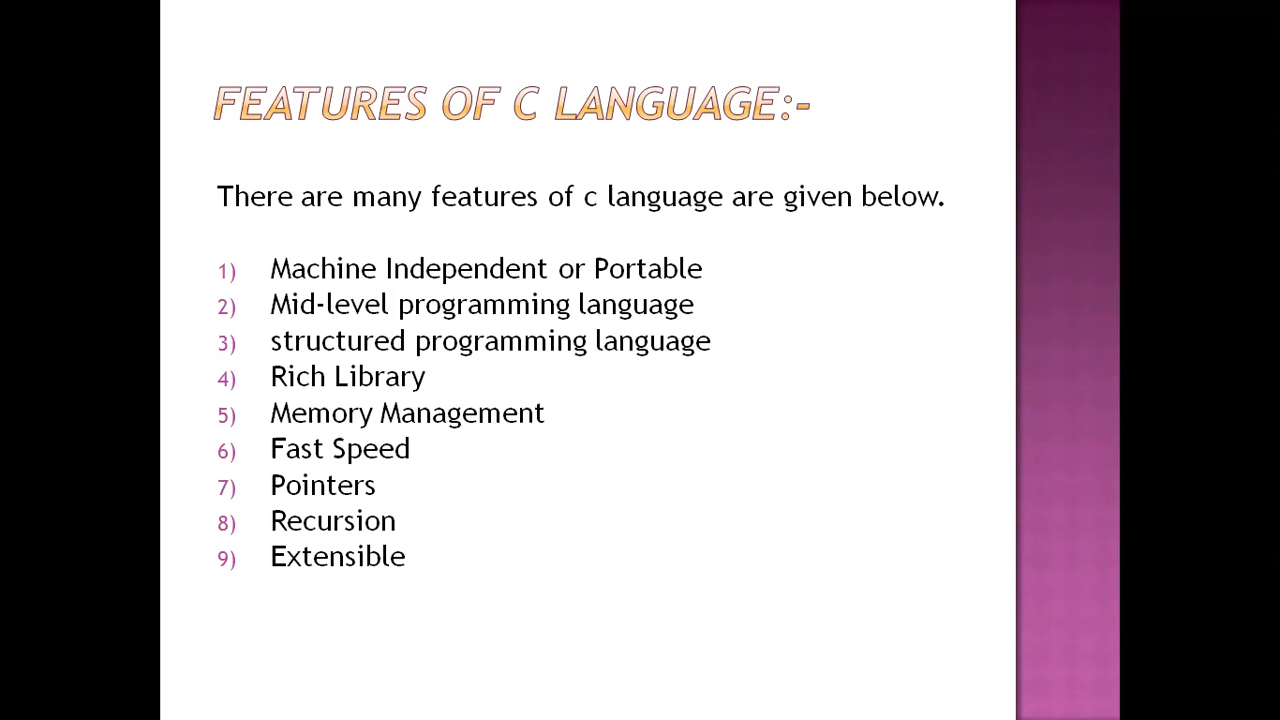 FEATURES OF C LANGUAGE:-
There are many features of c language are given below.
1) Machine Independent or Portable
2) Mid-level programming language
3) structured programming language
4) Rich Library
5) Memory Management
6) Fast Speed
7) Pointers
8) Recursion
9) Extensible